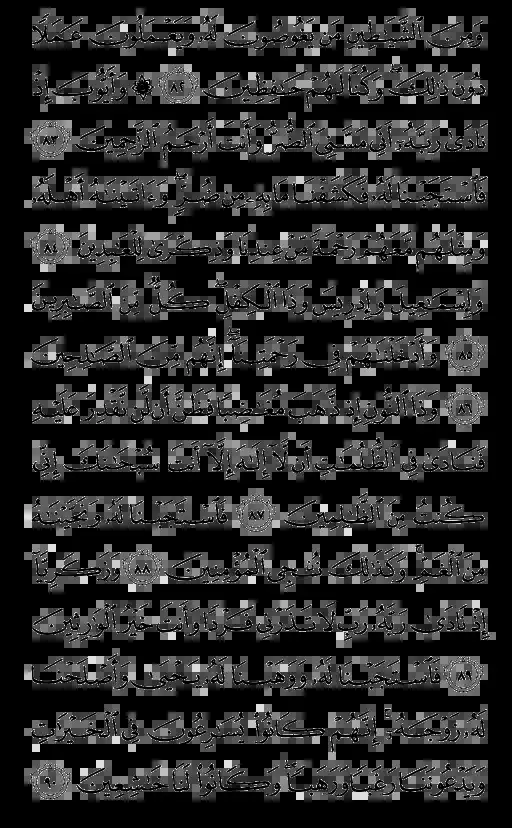 وَمِنَ ٱلشَّيَٰطِينِ مَن يَغُوصُونَ لَهُۥ وَيَعْمَلُونَ عَمَلًا
دُونَ ذَٰلِكَ ۖ وَكُنَّا لَهُمْ حَٰفِظِينَ ٨٢ ۞ وَأَيُّوبَ إِذْ
نَادَىٰ رَبَّهُۥٓ أَنِّى مَسَّنِىَ ٱلضُّرُّ وَأَنتَ أَرْحَمُ ٱلرَّٰحِمِينَ ٨٣
فَٱسْتَجَبْنَا لَهُۥ فَكَشَفْنَا مَا بِهِۦ مِن ضُرٍّ ۖ وَءَاتَيْنَٰهُ أَهْلَهُۥ
وَمِثْلَهُم مَّعَهُمْ رَحْمَةً مِّنْ عِندِنَا وَذِكْرَىٰ لِلْعَٰبِدِينَ ٨٤
وَإِسْمَٰعِيلَ وَإِدْرِيسَ وَذَا ٱلْكِفْلِ ۖ كُلٌّ مِّنَ ٱلصَّٰبِرِينَ
٨٥ وَأَدْخَلْنَٰهُمْ فِى رَحْمَتِنَآ ۖ إِنَّهُم مِّنَ ٱلصَّٰلِحِينَ
٨٦ وَذَا ٱلنُّونِ إِذ ذَّهَبَ مُغَٰضِبًا فَظَنَّ أَن لَّن نَّقْدِرَ عَلَيْهِ
فَنَادَىٰ فِى ٱلظُّلُمَٰتِ أَن لَّآ إِلَٰهَ إِلَّآ أَنتَ سُبْحَٰنَكَ إِنِّى
كُنتُ مِنَ ٱلظَّٰلِمِينَ ٨٧ فَٱسْتَجَبْنَا لَهُۥ وَنَجَّيْنَٰهُ
مِنَ ٱلْغَمِّ ۚ وَكَذَٰلِكَ نُۨجِى ٱلْمُؤْمِنِينَ ٨٨ وَزَكَرِيَّآ
إِذْ نَادَىٰ رَبَّهُۥ رَبِّ لَا تَذَرْنِى فَرْدًا وَأَنتَ خَيْرُ ٱلْوَٰرِثِينَ
٨٩ فَٱسْتَجَبْنَا لَهُۥ وَوَهَبْنَا لَهُۥ يَحْيَىٰ وَأَصْلَحْنَا
لَهُۥ زَوْجَهُۥٓ ۚ إِنَّهُمْ كَانُوا۟ يُسَٰرِعُونَ فِى ٱلْخَيْرَٰتِ
وَيَدْعُونَنَا رَغَبًا وَرَهَبًا ۖ وَكَانُوا۟ لَنَا خَٰشِعِينَ ٩٠